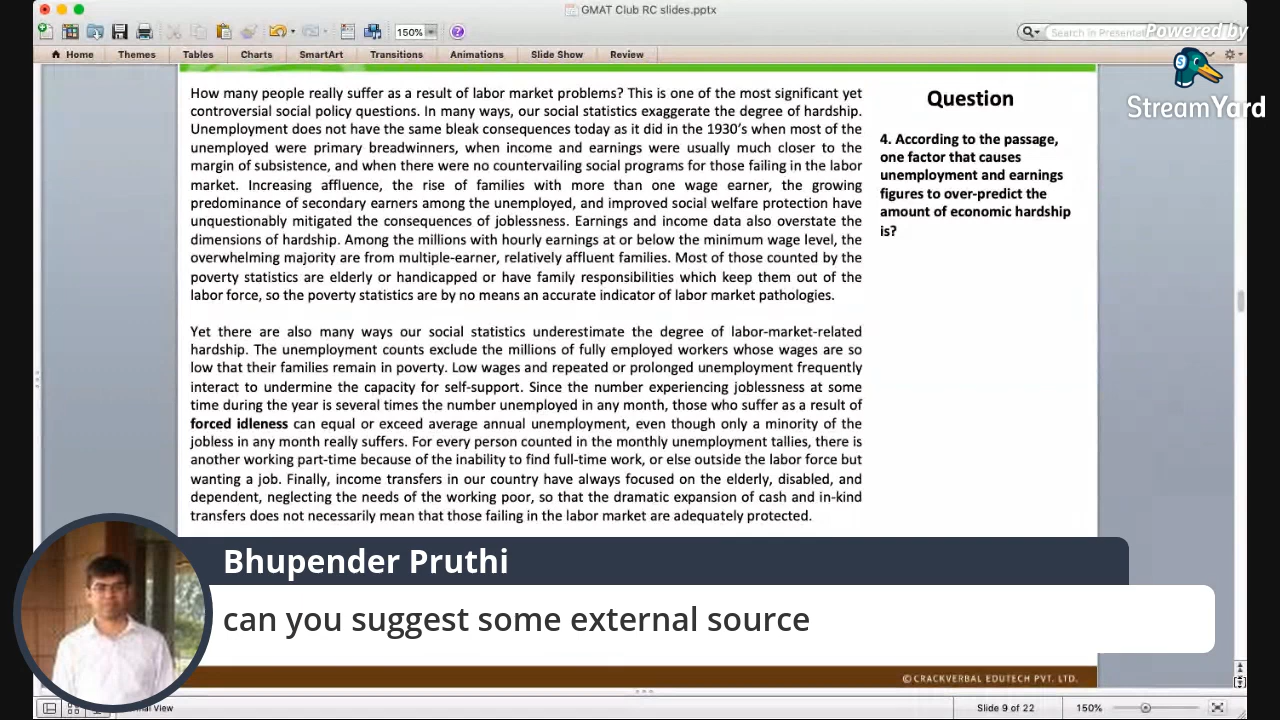 GMAT Club RC slides.pptx
150%
Search in Presentat
Powered by
Home Themes Tables Charts SmartArt Transitions Animations Slide Show Review
StreamYard
How many people really suffer as a result of labor market problems? This is one of the most significant yet
controversial social policy questions. In many ways, our social statistics exaggerate the degree of hardship.
Unemployment does not have the same bleak consequences today as it did in the 1930's when most of the
unemployed were primary breadwinners, when income and earnings were usually much closer to the
margin of subsistence, and when there were no countervailing social programs for those failing in the labor
market. Increasing affluence, the rise of families with more than one wage earner, the growing
predominance of secondary earners among the unemployed, and improved social welfare protection have
unquestionably mitigated the consequences of joblessness. Earnings and income data also overstate the
dimensions of hardship. Among the millions with hourly earnings at or below the minimum wage level, the
overwhelming majority are from multiple-earner, relatively affluent families. Most of those counted by the
poverty statistics are elderly or handicapped or have family responsibilities which keep them out of the
labor force, so the poverty statistics are by no means an accurate indicator of labor market pathologies.
Yet there are also many ways our social statistics underestimate the degree of labor-market-related
hardship. The unemployment counts exclude the millions of fully employed workers whose wages are so
low that their families remain in poverty. Low wages and repeated or prolonged unemployment frequently
interact to undermine the capacity for self-support. Since the number experiencing joblessness at some
time during the year is several times the number unemployed in any month, those who suffer as a result of
forced idleness can equal or exceed average annual unemployment, even though only a minority of the
jobless in any month really suffers. For every person counted in the monthly unemployment tallies, there is
another working part-time because of the inability to find full-time work, or else outside the labor force but
wanting a job. Finally, income transfers in our country have always focused on the elderly, disabled, and
dependent, neglecting the needs of the working poor, so that the dramatic expansion of cash and in-kind
transfers does not necessarily mean that those failing in the labor market are adequately protected.
Question
4. According to the passage,
one factor that causes
unemployment and earnings
figures to over-predict the
amount of economic hardship
is?
Bhupender Pruthi
can you suggest some external source
©CRACKVERBAL EDUTECH PVT. LTD.
View
Slide 9 of 22
150%